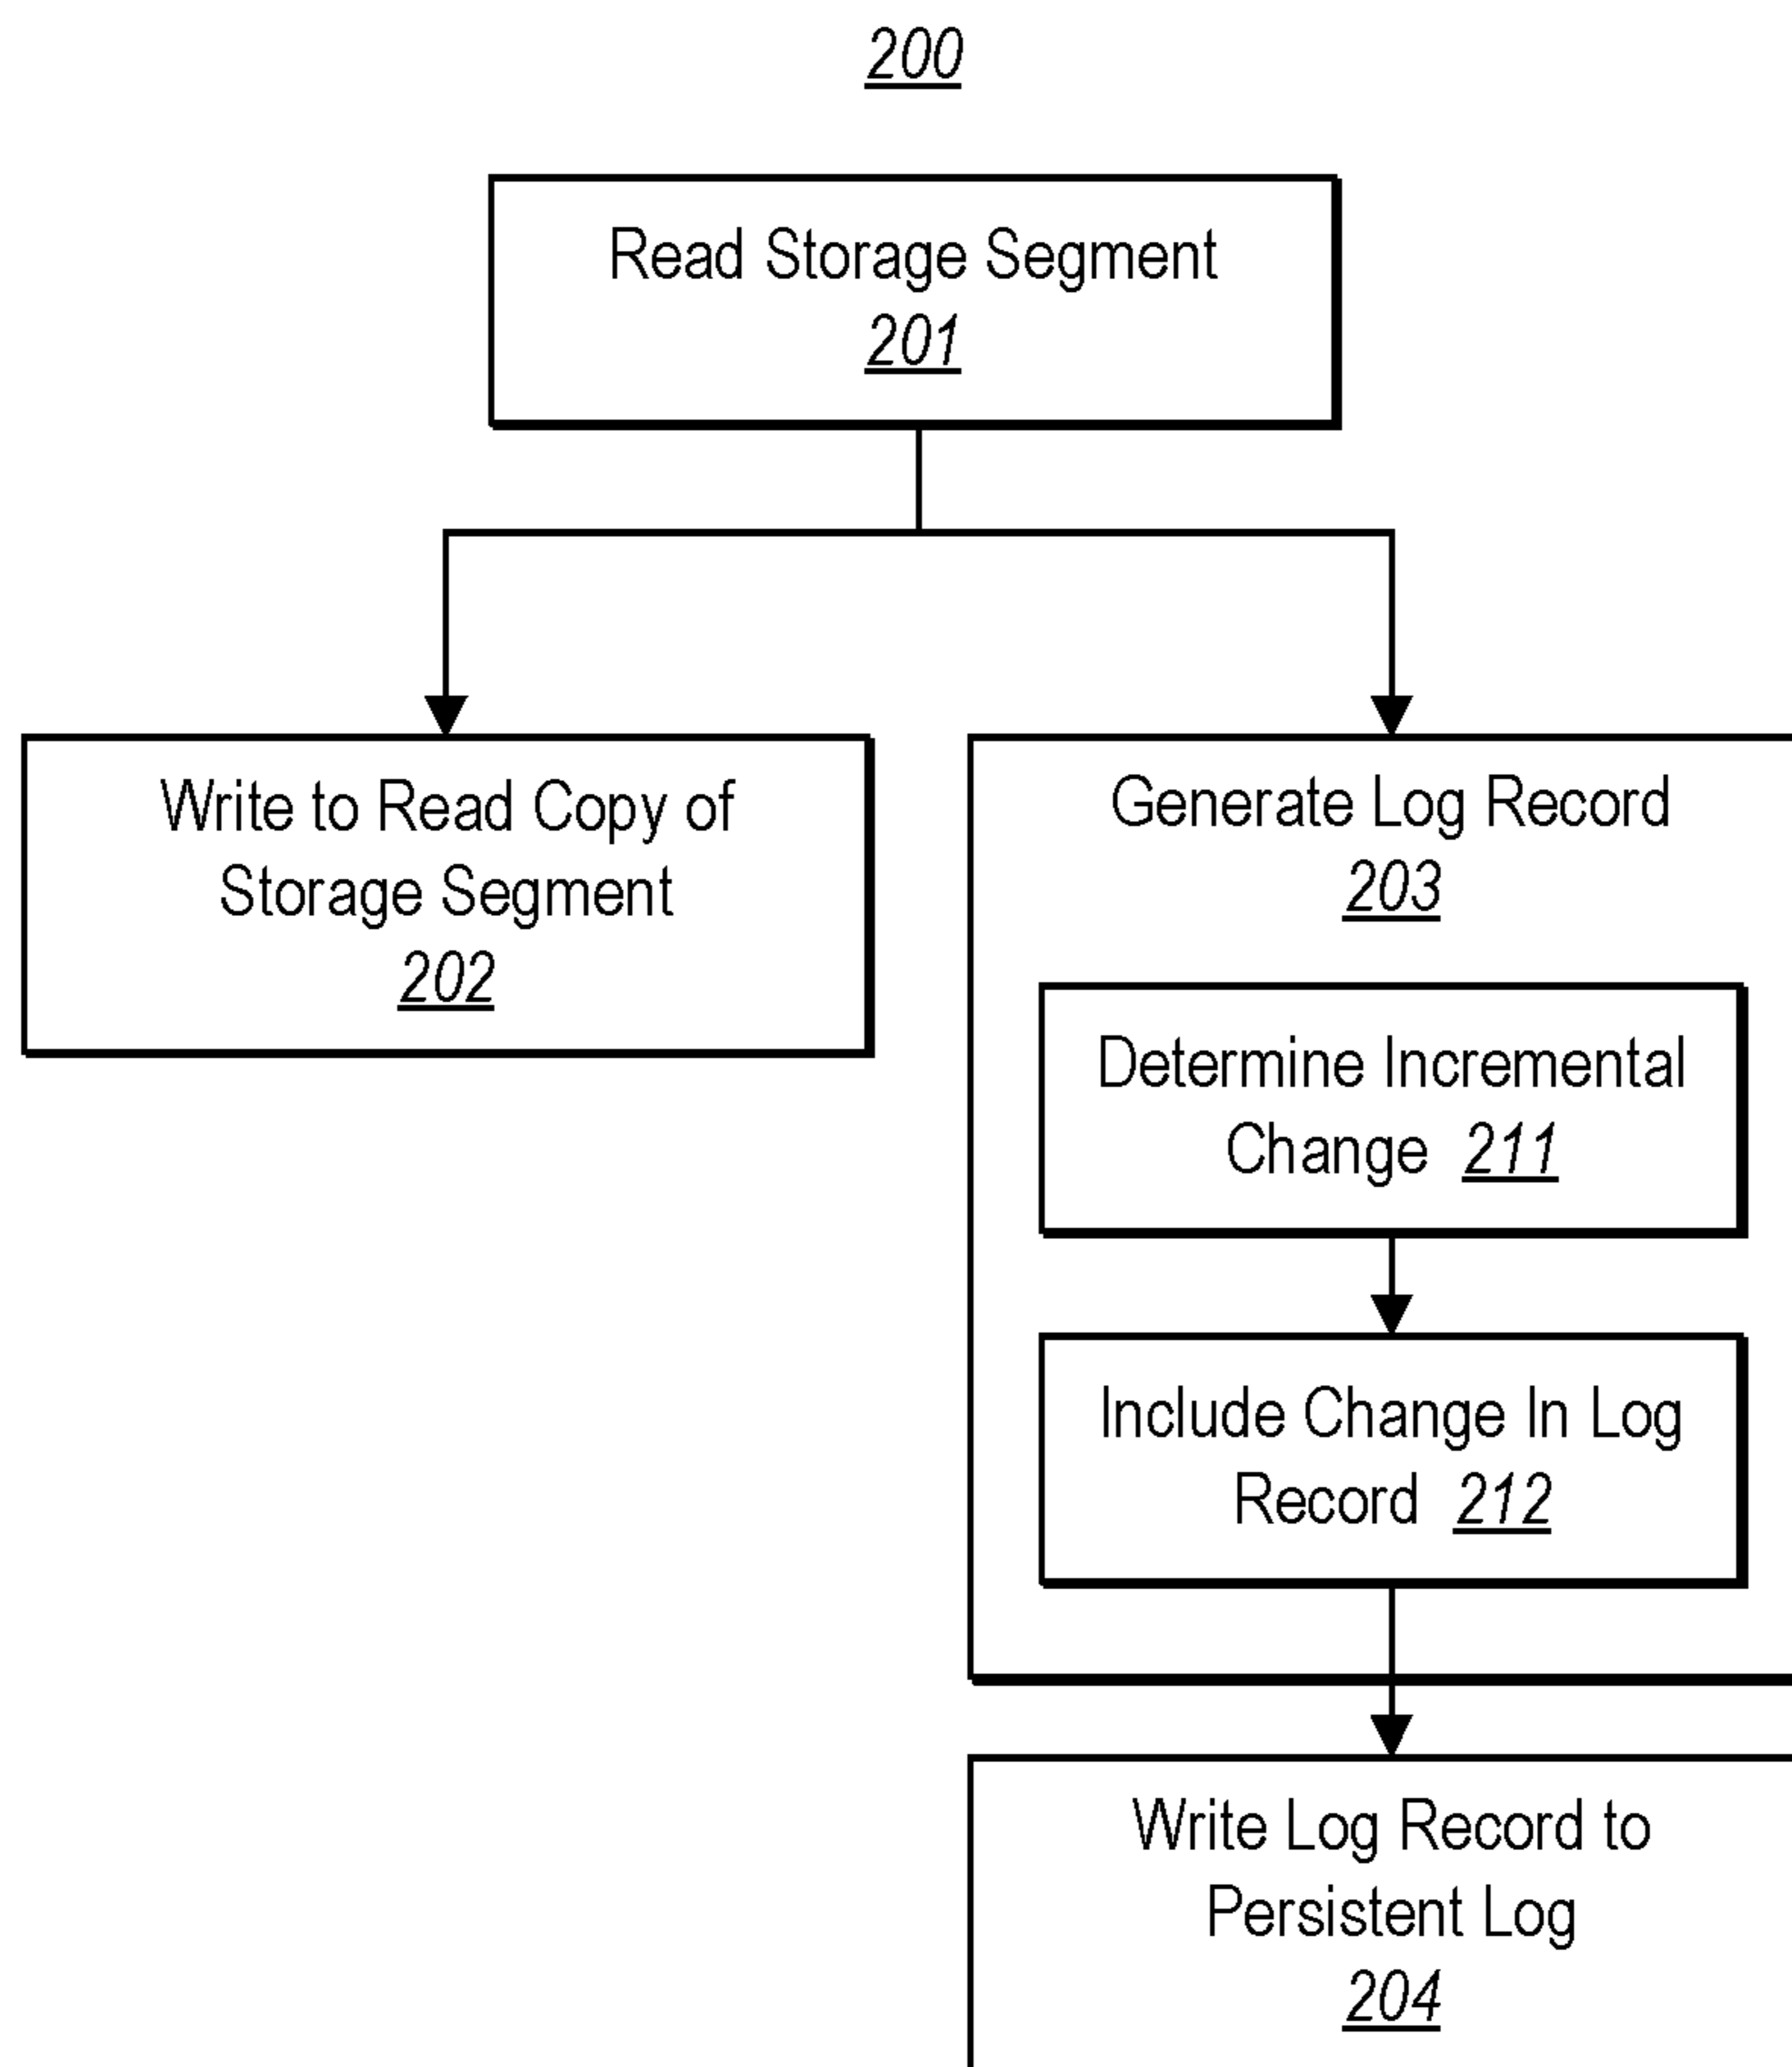 200
Read Storage Segment
201
Write to Read Copy of
Storage Segment
202
Generate Log Record
203
Determine Incremental
Change 211
Include Change In Log
Record 212
Write Log Record to
Persistent Log
204